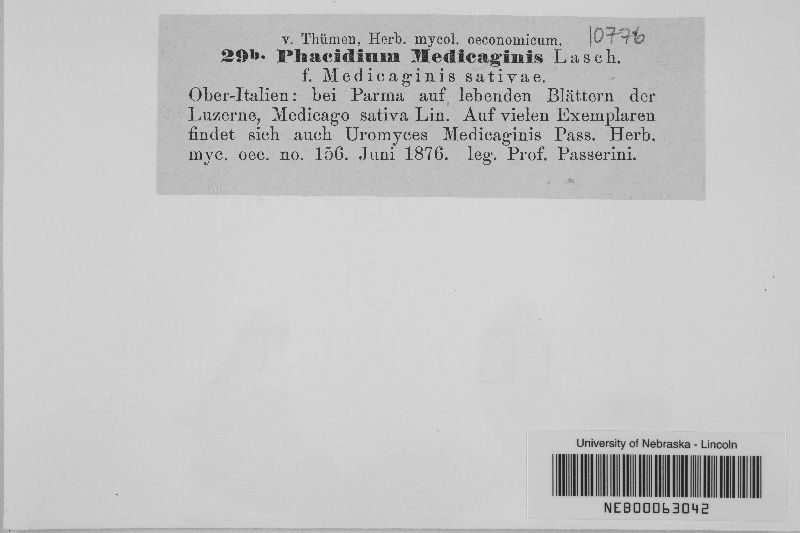 v. Thümen, Herb. mycol. oeconomicum. 10776
29b. Phacidium Medicaginis Lasch.
f. Medicaginis sativae.
Ober-Italien: bei Parma auf lebenden Blättern der
Luzerne, Medicago sativa Lin. Auf vielen Exemplaren
findet sich auch Uromyces Medicaginis Pass. Herb.
myc. oec. no. 156. Juni 1876. leg. Prof. Passerini.
University of Nebraska - Lincoln
NEB00063042